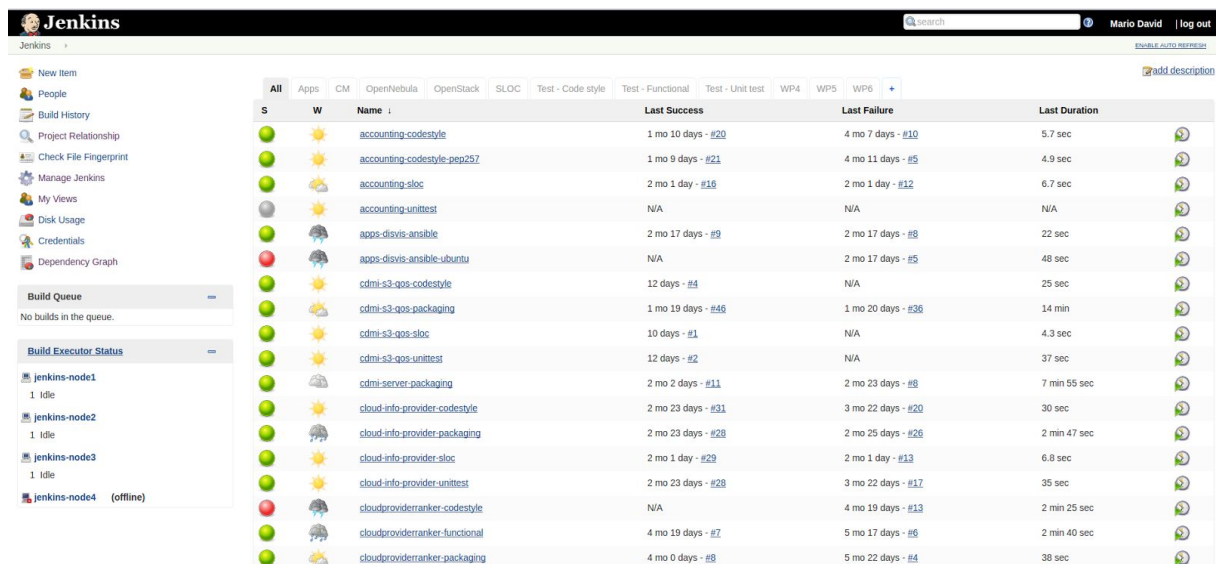 Jenkins
search
Mario David | log out
Jenkins
ENABLE AUTO REFRESH
New Item
People
Build History
Project Relationship
Check File Fingerprint
Manage Jenkins
My Views
Disk Usage
Credentials
Dependency Graph
Build Queue
No builds in the queue.
Build Executor Status
jenkins-node1
1 Idle
jenkins-node2
1 Idle
jenkins-node3
1 Idle
jenkins-node4 (offline)
add description
All Apps CM OpenNebula OpenStack SLOC Test - Code style Test - Functional Test - Unit test WP4 WP5 WP6 +
S W Name ↓ Last Success Last Failure Last Duration
accounting-codestyle 1 mo 10 days - #20 4 mo 7 days - #10 5.7 sec
accounting-codestyle-pep257 1 mo 9 days - #21 4 mo 11 days - #5 4.9 sec
accounting-sloc 2 mo 1 day - #16 2 mo 1 day - #12 6.7 sec
accounting-unittest N/A N/A N/A
apps-disvis-ansible 2 mo 17 days - #9 2 mo 17 days - #8 22 sec
apps-disvis-ansible-ubuntu N/A 2 mo 17 days - #5 48 sec
cdmi-s3-qos-codestyle 12 days - #4 N/A 25 sec
cdmi-s3-qos-packaging 1 mo 19 days - #46 1 mo 20 days - #36 14 min
cdmi-s3-qos-sloc 10 days - #1 N/A 4.3 sec
cdmi-s3-qos-unittest 12 days - #2 N/A 37 sec
cdmi-server-packaging 2 mo 2 days - #11 2 mo 23 days - #8 7 min 55 sec
cloud-info-provider-codestyle 2 mo 23 days - #31 3 mo 22 days - #20 30 sec
cloud-info-provider-packaging 2 mo 23 days - #28 2 mo 25 days - #26 2 min 47 sec
cloud-info-provider-sloc 2 mo 1 day - #29 2 mo 1 day - #13 6.8 sec
cloud-info-provider-unittest 2 mo 23 days - #28 3 mo 22 days - #17 35 sec
cloudproviderranker-codestyle N/A 4 mo 19 days - #13 2 min 25 sec
cloudproviderranker-functional 4 mo 19 days - #7 5 mo 17 days - #6 2 min 40 sec
cloudproviderranker-packaging 4 mo 0 days - #8 5 mo 22 days - #4 38 sec